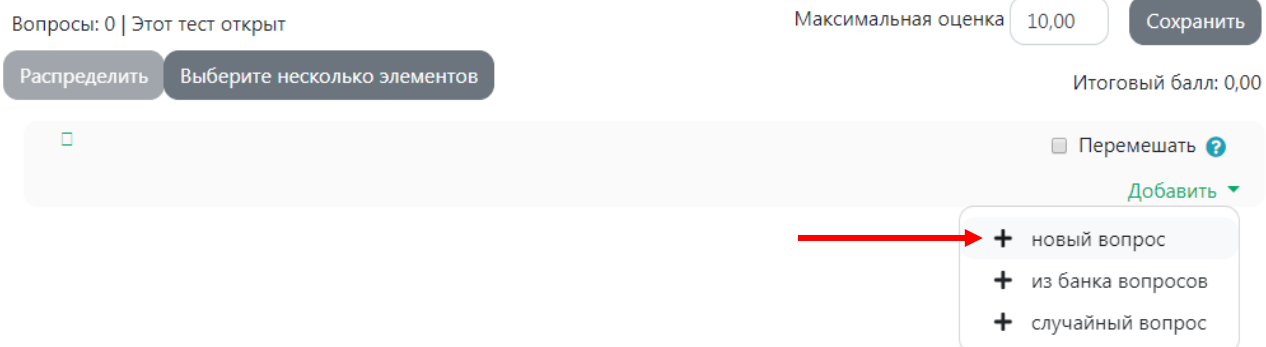 Вопросы: 0 | Этот тест открыт
Максимальная оценка 10,00 Сохранить
Распределить Выберите несколько элементов
Итоговый балл: 0,00
Перемешать ?
Добавить
+ новый вопрос
+ из банка вопросов
+ случайный вопрос